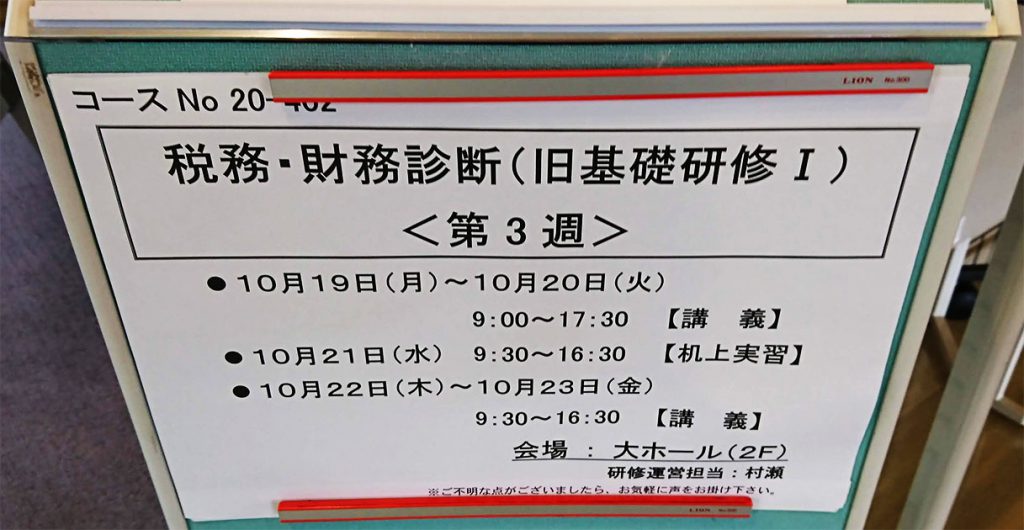 LION No.300
コース No 20-402
税務・財務診断(旧基礎研修Ⅰ)
<第3週>
●10月19日(月)~10月20日(火)
9:00~17:30 【講 義】
●10月21日(水) 9:30~16:30 【机上実習】
●10月22日(木)~10月23日(金)
9:30~16:30 【講 義】
会場 : 大ホール(2F)
研修運営担当:村瀬
※ご不明な点がございましたら、お気軽に声をお掛け下さい。
LION